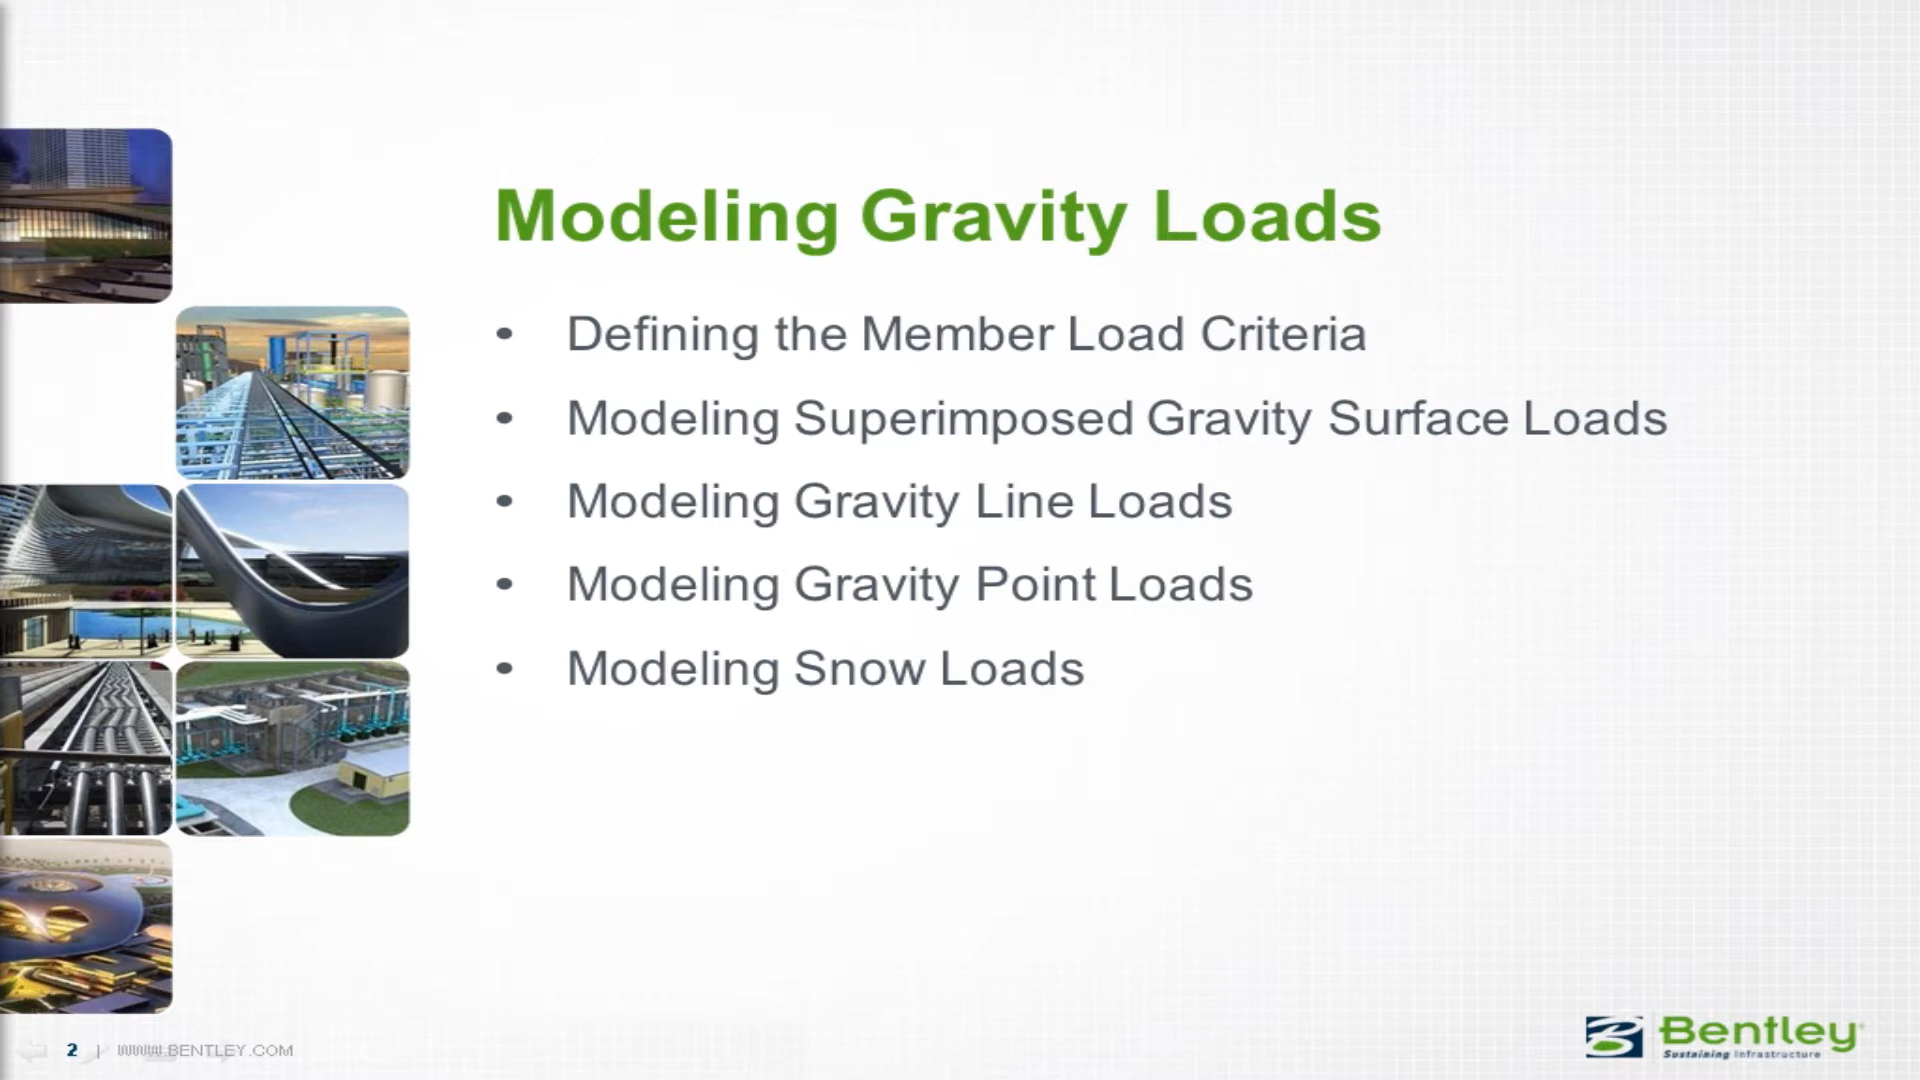 Modeling Gravity Loads
• Defining the Member Load Criteria
• Modeling Superimposed Gravity Surface Loads
• Modeling Gravity Line Loads
• Modeling Gravity Point Loads
• Modeling Snow Loads
2 | WWW.BENTLEY.COM
Bentley
Sustaining Infrastructure